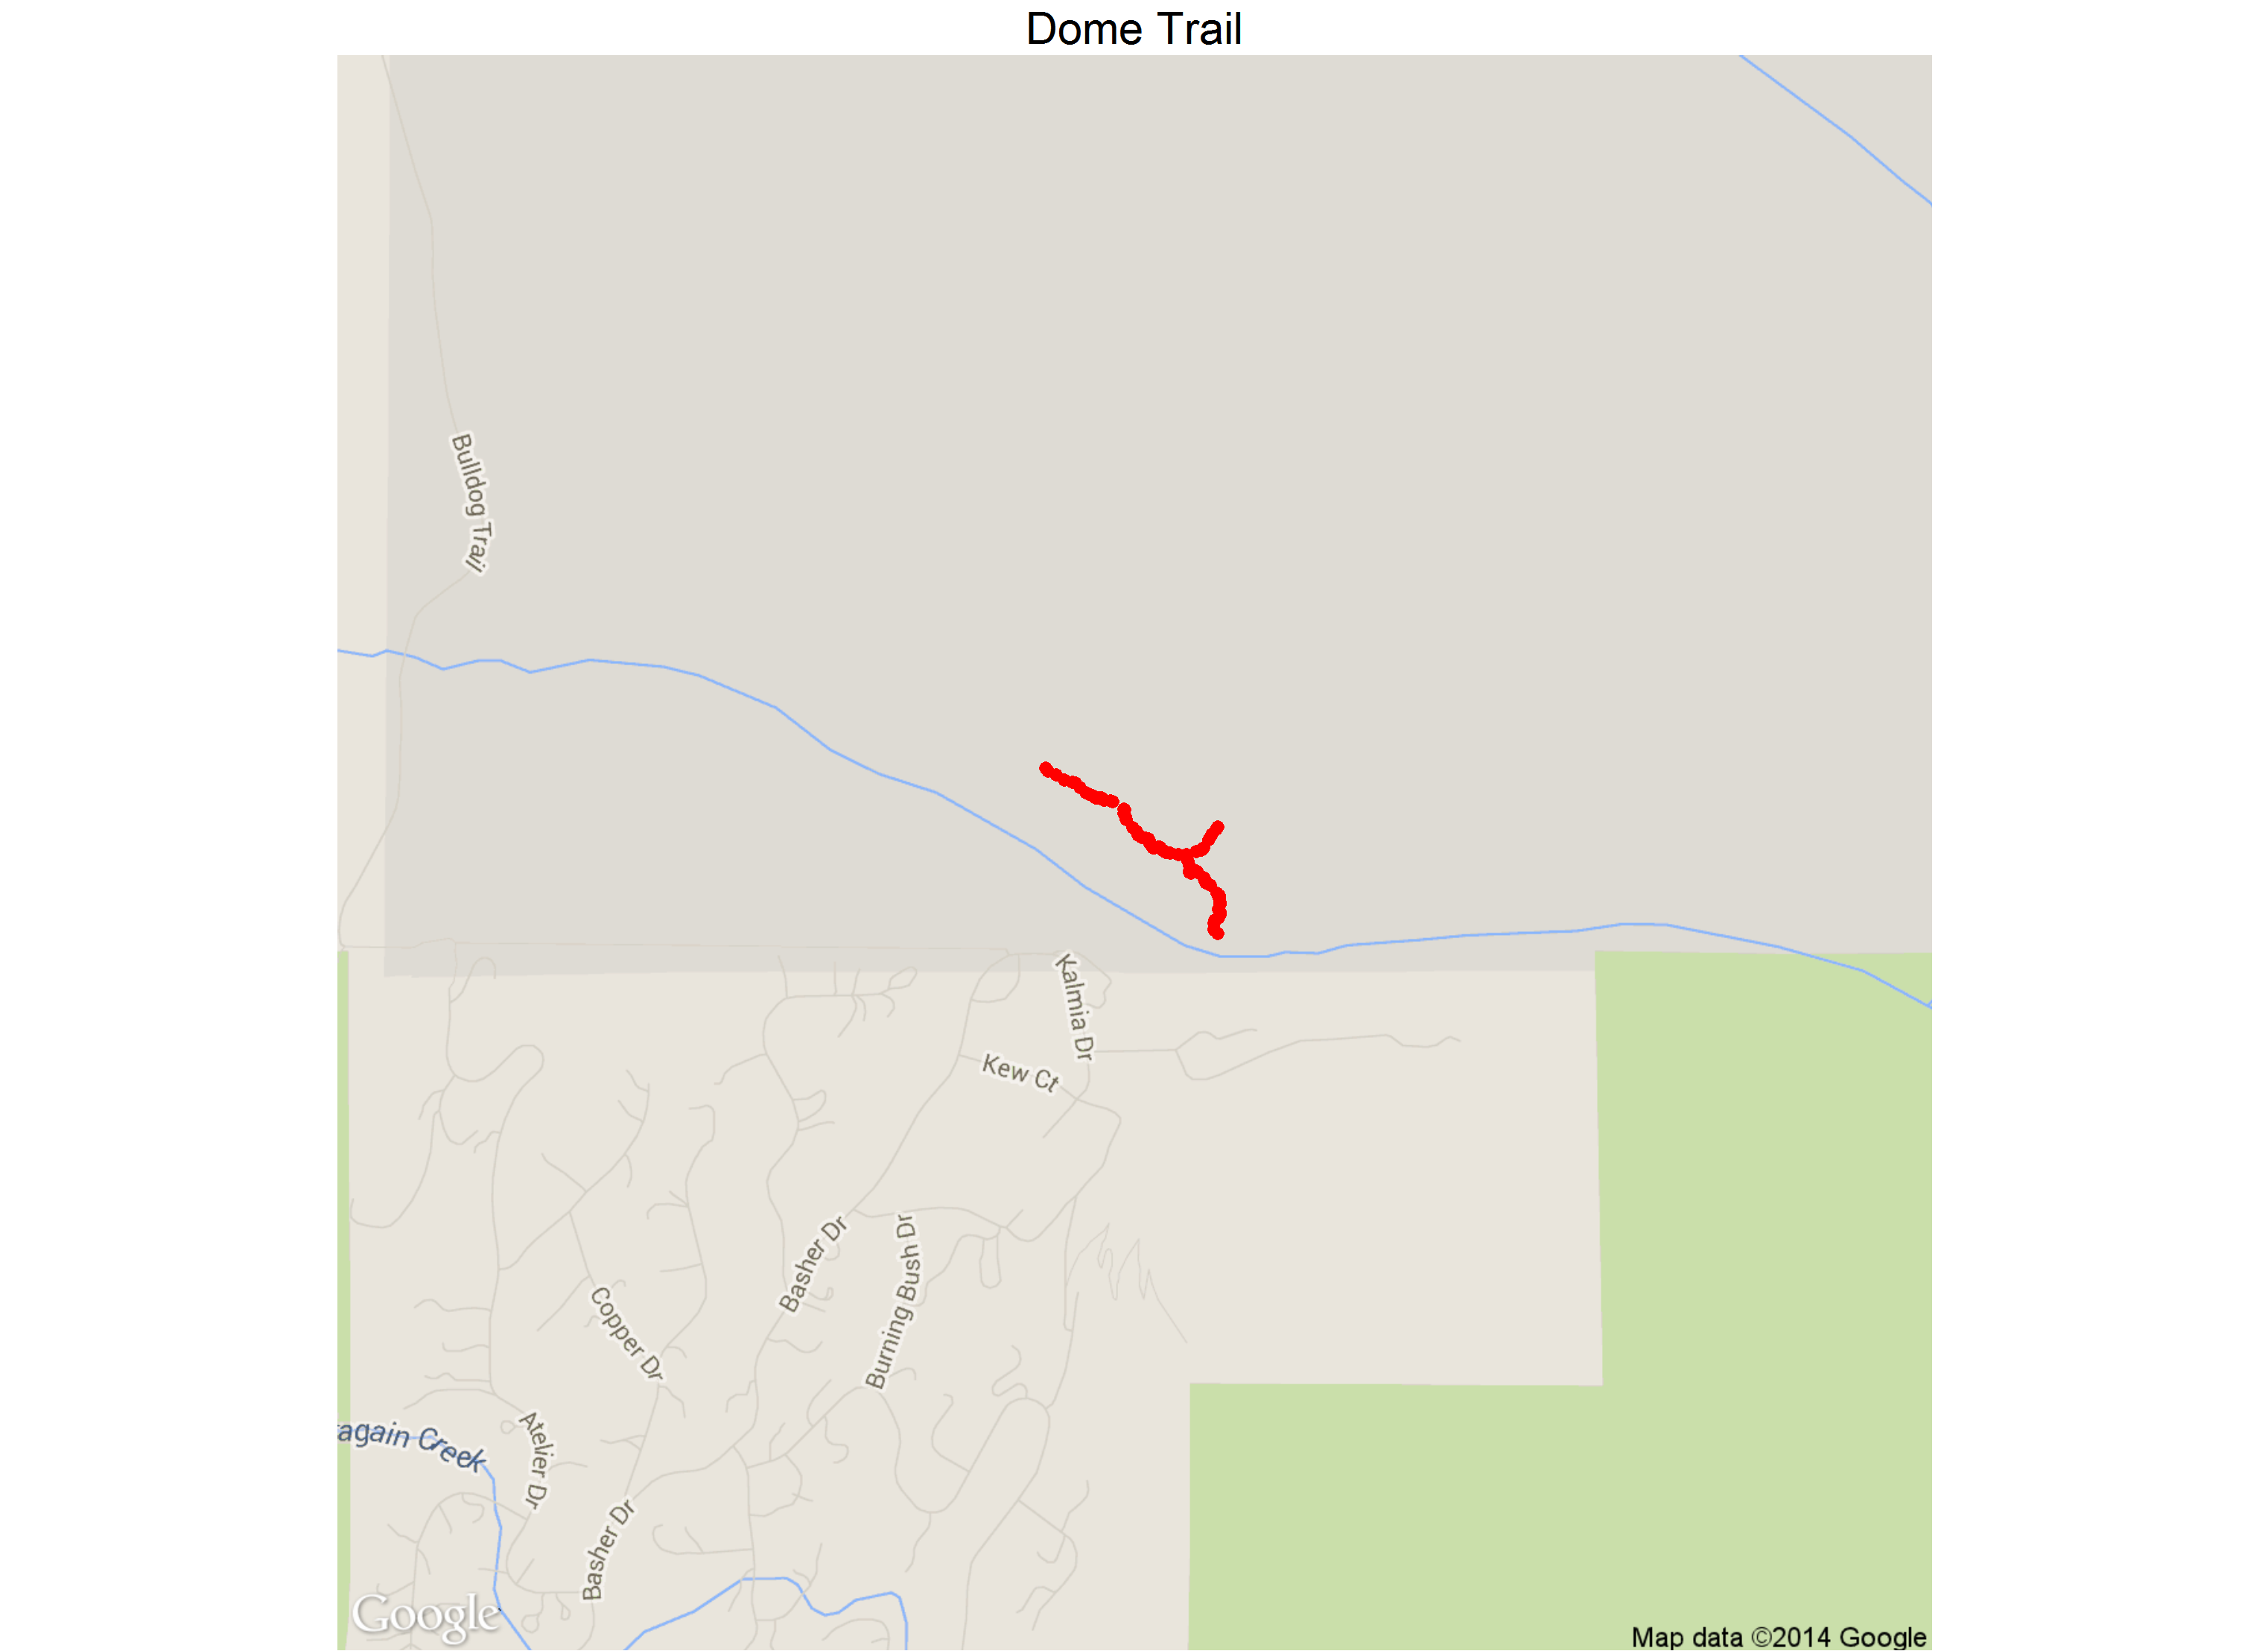 Dome Trail
Bulldog Trail
Kalmia Dr
Kew Ct
Basher Dr
Burning Bush Dr
Copper Dr
again Creek
Atelier Dr
Basher Dr
Google
Map data ©2014 Google